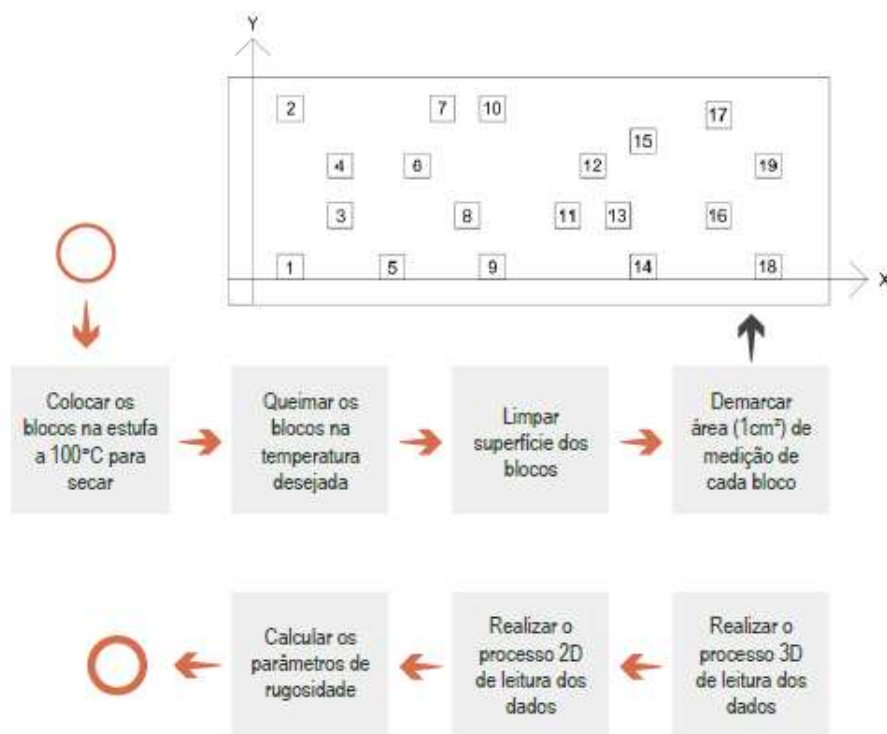 Y
2
7
10
17
15
4
6
12
19
3
8
11
13
16
1
5
9
14
18
X
Colocar os
blocos na estufa
a 100°C para
secar
Queimar os
blocos na
temperatura
desejada
Limpar
superfície dos
blocos
Demarcar
área (1cm²) de
medição de
cada bloco
Calcular os
parâmetros de
rugosidade
Realizar o
processo 2D
de leitura dos
dados
Realizar o
processo 3D
de leitura dos
dados